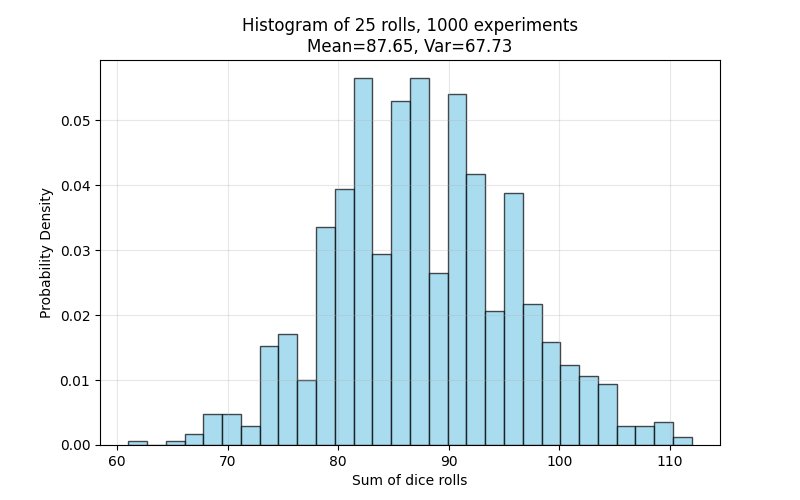 Histogram of 25 rolls, 1000 experiments
Mean=87.65, Var=67.73
Probability Density
0.05
0.04
0.03
0.02
0.01
0.00
60 70 80 90 100 110
Sum of dice rolls